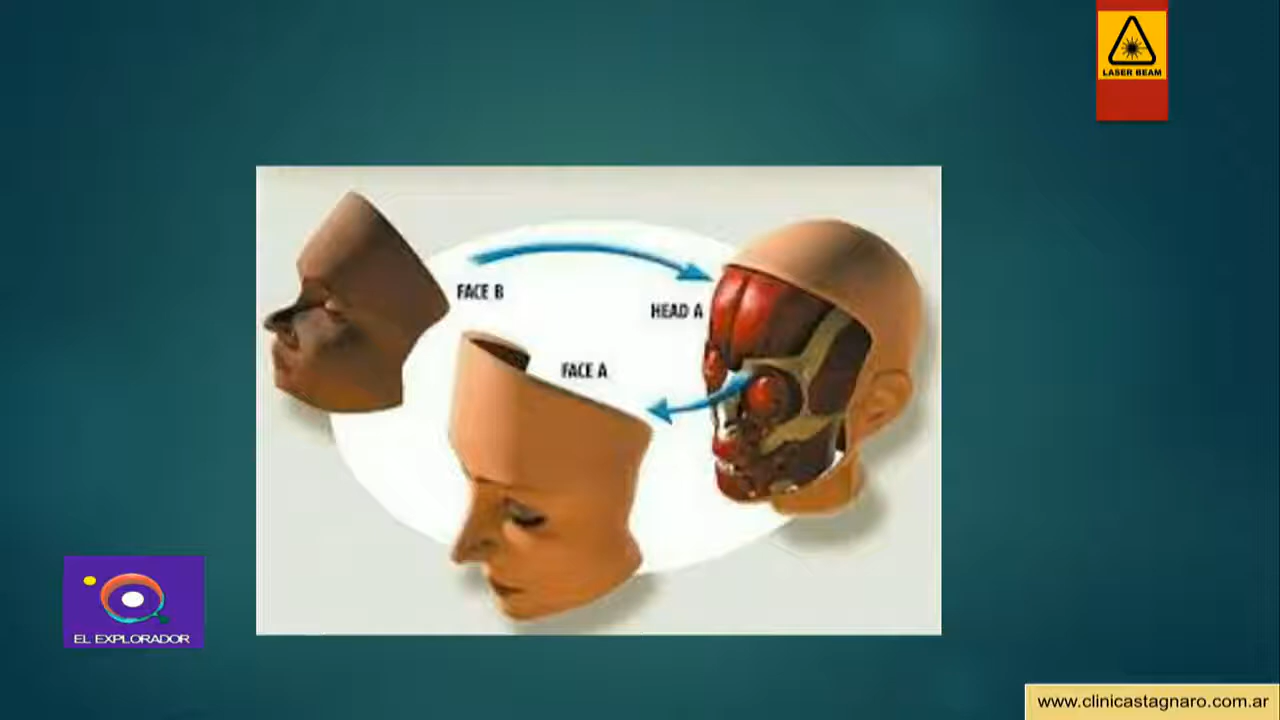 LASER BEAM
FACE B
HEAD A
FACE A
EL EXPLORADOR
www.clinicastagnaro.com.ar